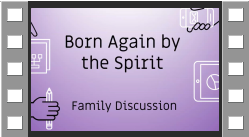 Born Again by
the Spirit
Family Discussion